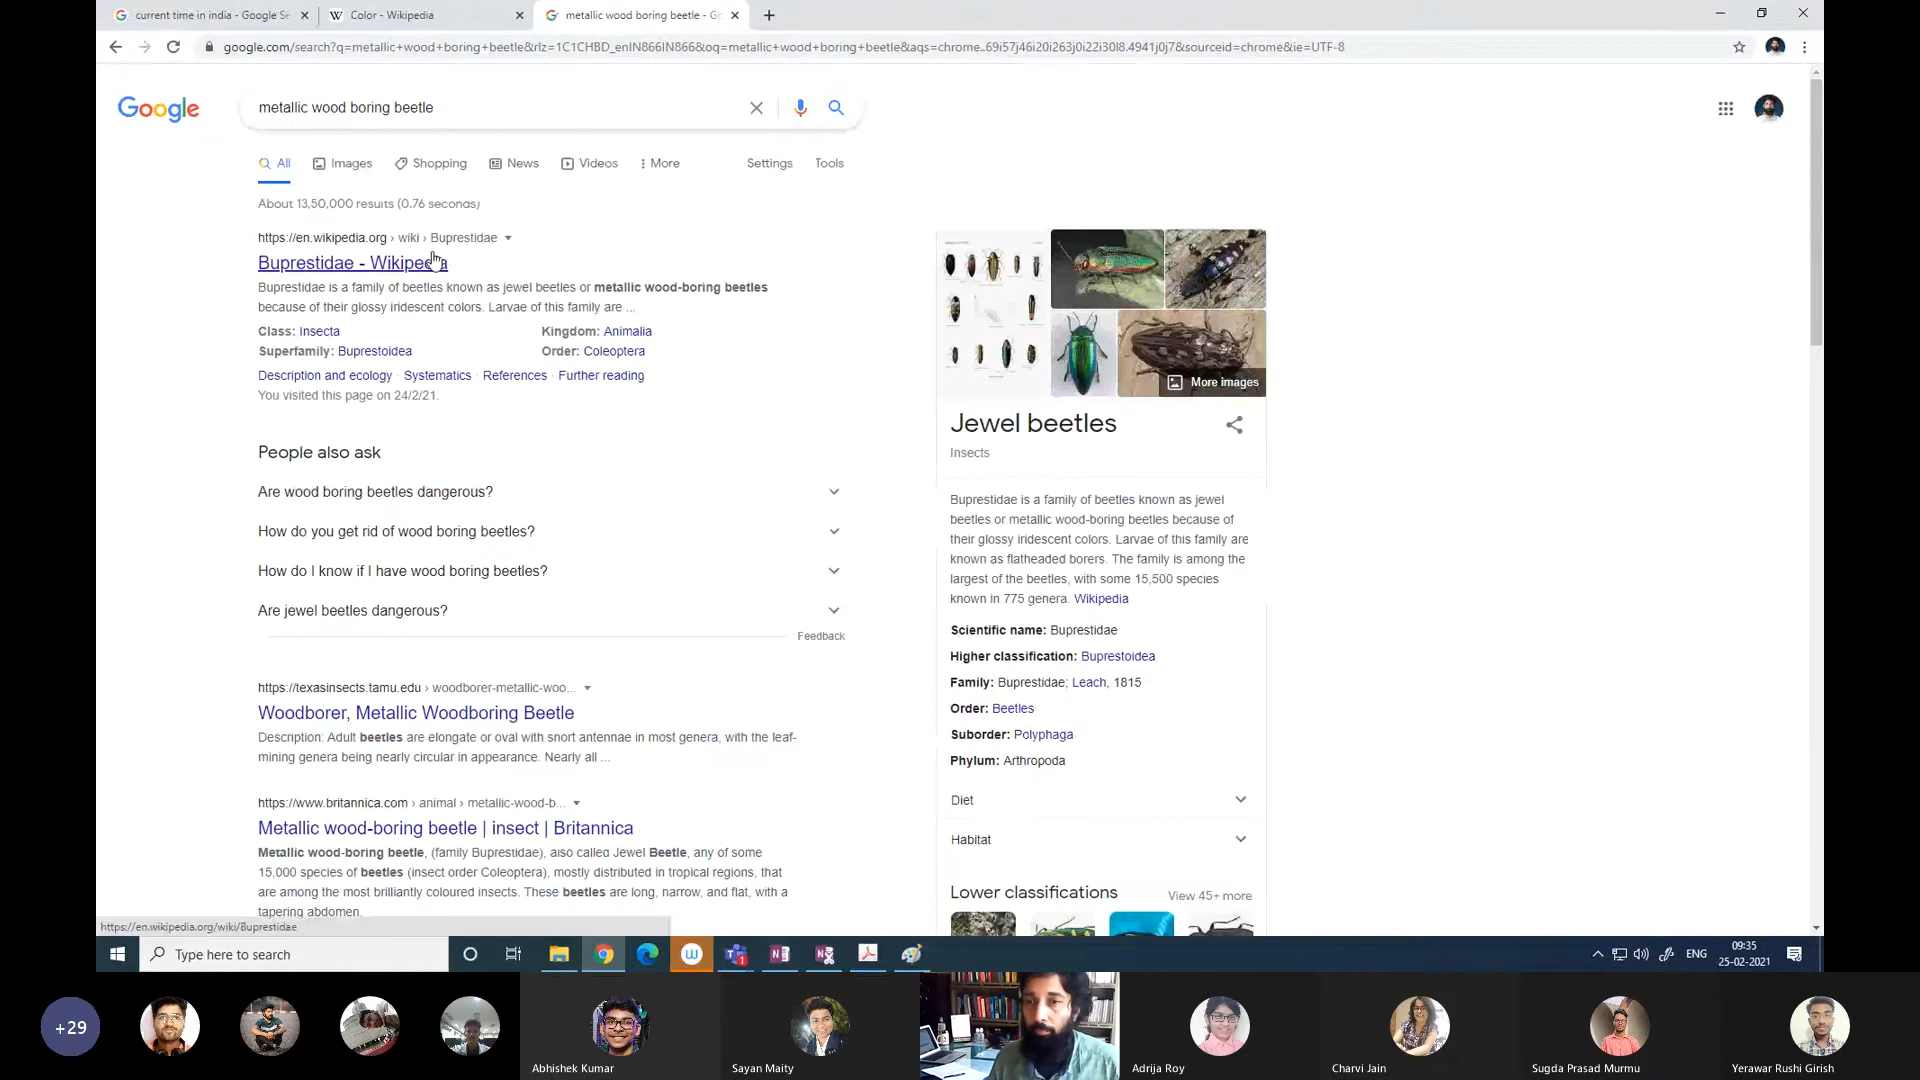 current time in india - Google Se
Color - Wikipedia
metallic wood boring beetle - Go
google.com/search?q=metallic+wood+boring+beetle&rlz=1C1CHBD_enIN866IN866&oq=metallic+wood+boring+beetle&aqs=chrome..69i57j46i20i263j0i22i30l8.4941j0j7&sourceid=chrome&ie=UTF-8
Google
metallic wood boring beetle
All
Images
Shopping
News
Videos
More
Settings
Tools
About 13,50,000 results (0.76 seconds)
https://en.wikipedia.org › wiki › Buprestidae
Buprestidae - Wikipedia
Buprestidae is a family of beetles known as jewel beetles or metallic wood-boring beetles
because of their glossy iridescent colors. Larvae of this family are ...
Class: Insecta Kingdom: Animalia
Superfamily: Buprestoidea Order: Coleoptera
Description and ecology · Systematics · References · Further reading
You visited this page on 24/2/21.
People also ask
Are wood boring beetles dangerous?
How do you get rid of wood boring beetles?
How do I know if I have wood boring beetles?
Are jewel beetles dangerous?
Feedback
https://texasinsects.tamu.edu › woodborer-metallic-woo...
Woodborer, Metallic Woodboring Beetle
Description: Adult beetles are elongate or oval with short antennae in most genera, with the leaf-
mining genera being nearly circular in appearance. Nearly all ...
https://www.britannica.com › animal › metallic-wood-b...
Metallic wood-boring beetle | insect | Britannica
Metallic wood-boring beetle, (family Buprestidae), also called Jewel Beetle, any of some
15,000 species of beetles (insect order Coleoptera), mostly distributed in tropical regions, that
are among the most brilliantly coloured insects. These beetles are long, narrow, and flat, with a
tapering abdomen.
https://en.wikipedia.org/wiki/Buprestidae
More images
Jewel beetles
Insects
Buprestidae is a family of beetles known as jewel
beetles or metallic wood-boring beetles because of
their glossy iridescent colors. Larvae of this family are
known as flatheaded borers. The family is among the
largest of the beetles, with some 15,500 species
known in 775 genera. Wikipedia
Scientific name: Buprestidae
Higher classification: Buprestoidea
Family: Buprestidae; Leach, 1815
Order: Beetles
Suborder: Polyphaga
Phylum: Arthropoda
Diet
Habitat
Lower classifications
View 45+ more
Type here to search
ENG
09:35
25-02-2021
+29
Abhishek Kumar
Sayan Maity
Adrija Roy
Charvi Jain
Sugda Prasad Murmu
Yerawar Rushi Girish